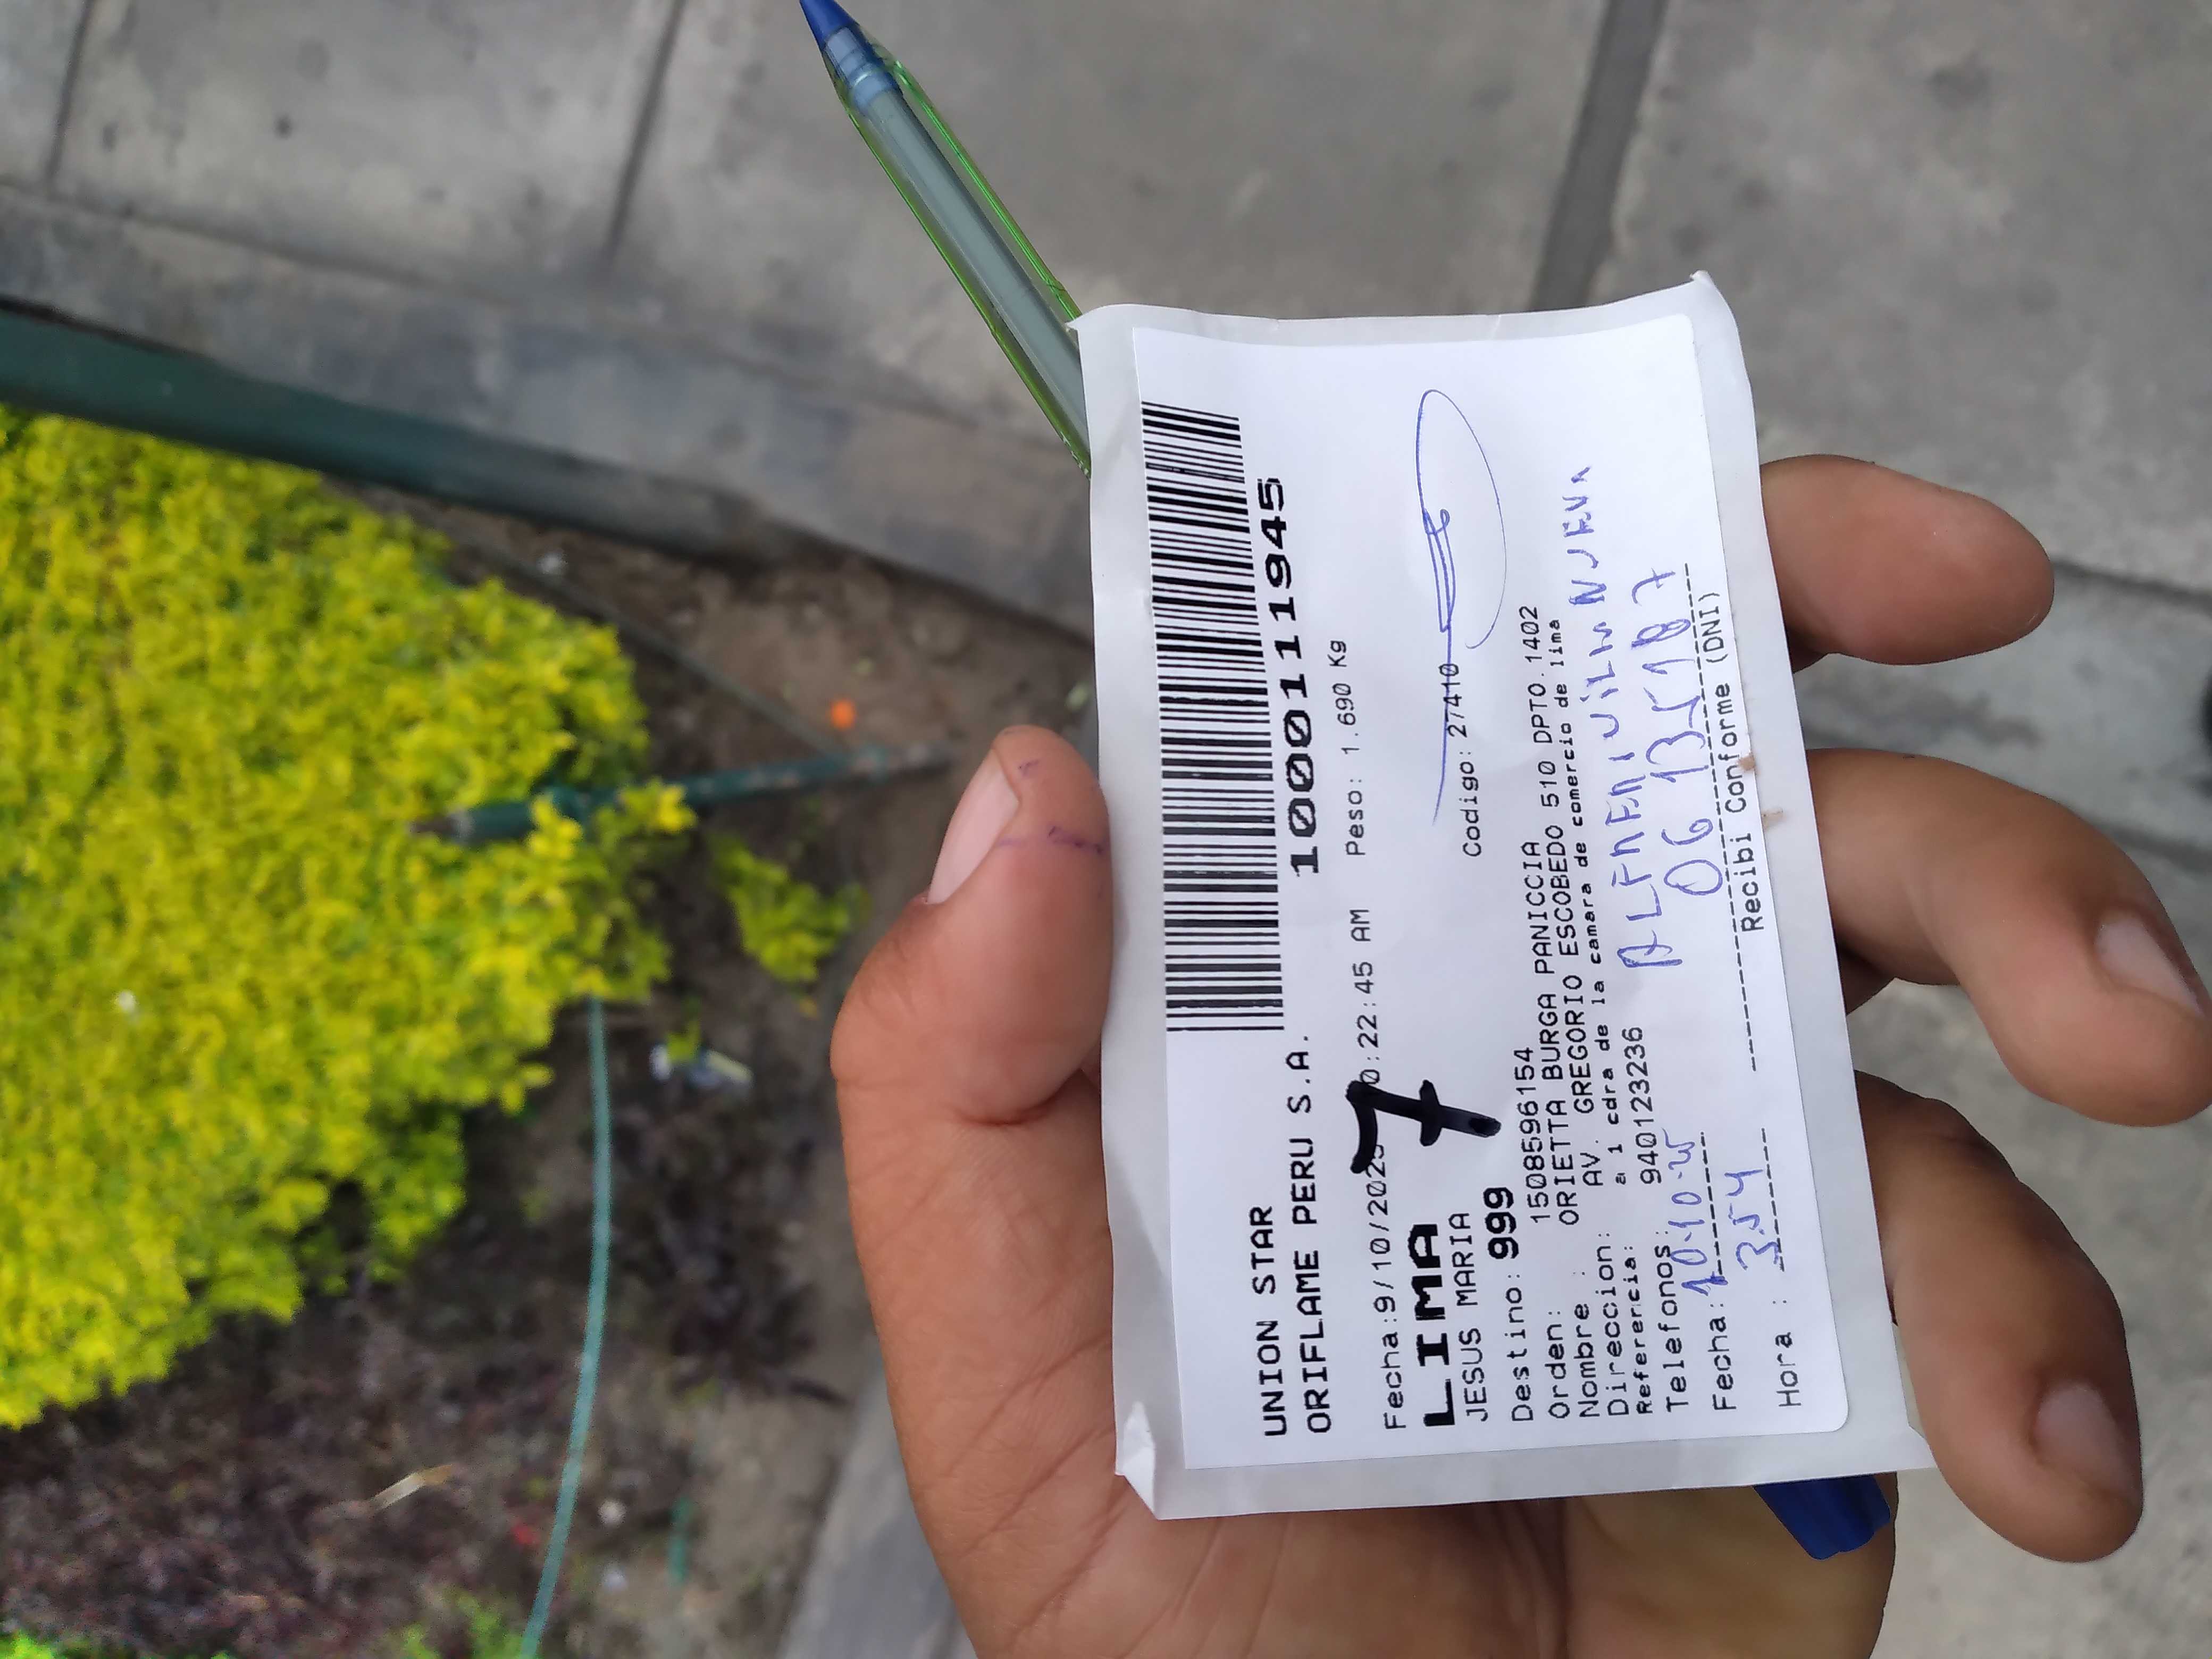 UNION STAR
ORIFLAME PERU S.A.
1000111945
Fecha:9/10/202 0:22:45 AM Peso: 1.690 Kg
LIMA 7
JESUS MARIA
Codigo: 27410
Destino: 999
Orden: 1508596154
Nombre : ORIETTA BURGA PANICCIA
Direccion: AV. GREGORIO ESCOBEDO 510 DPTO.1402
Referencia: a 1 cdra de la camara de comercio de lima
Telefonos: 940123236
Fecha: 10.10.25
06135187
Hora : 3:54
Recibi Conforme (DNI)